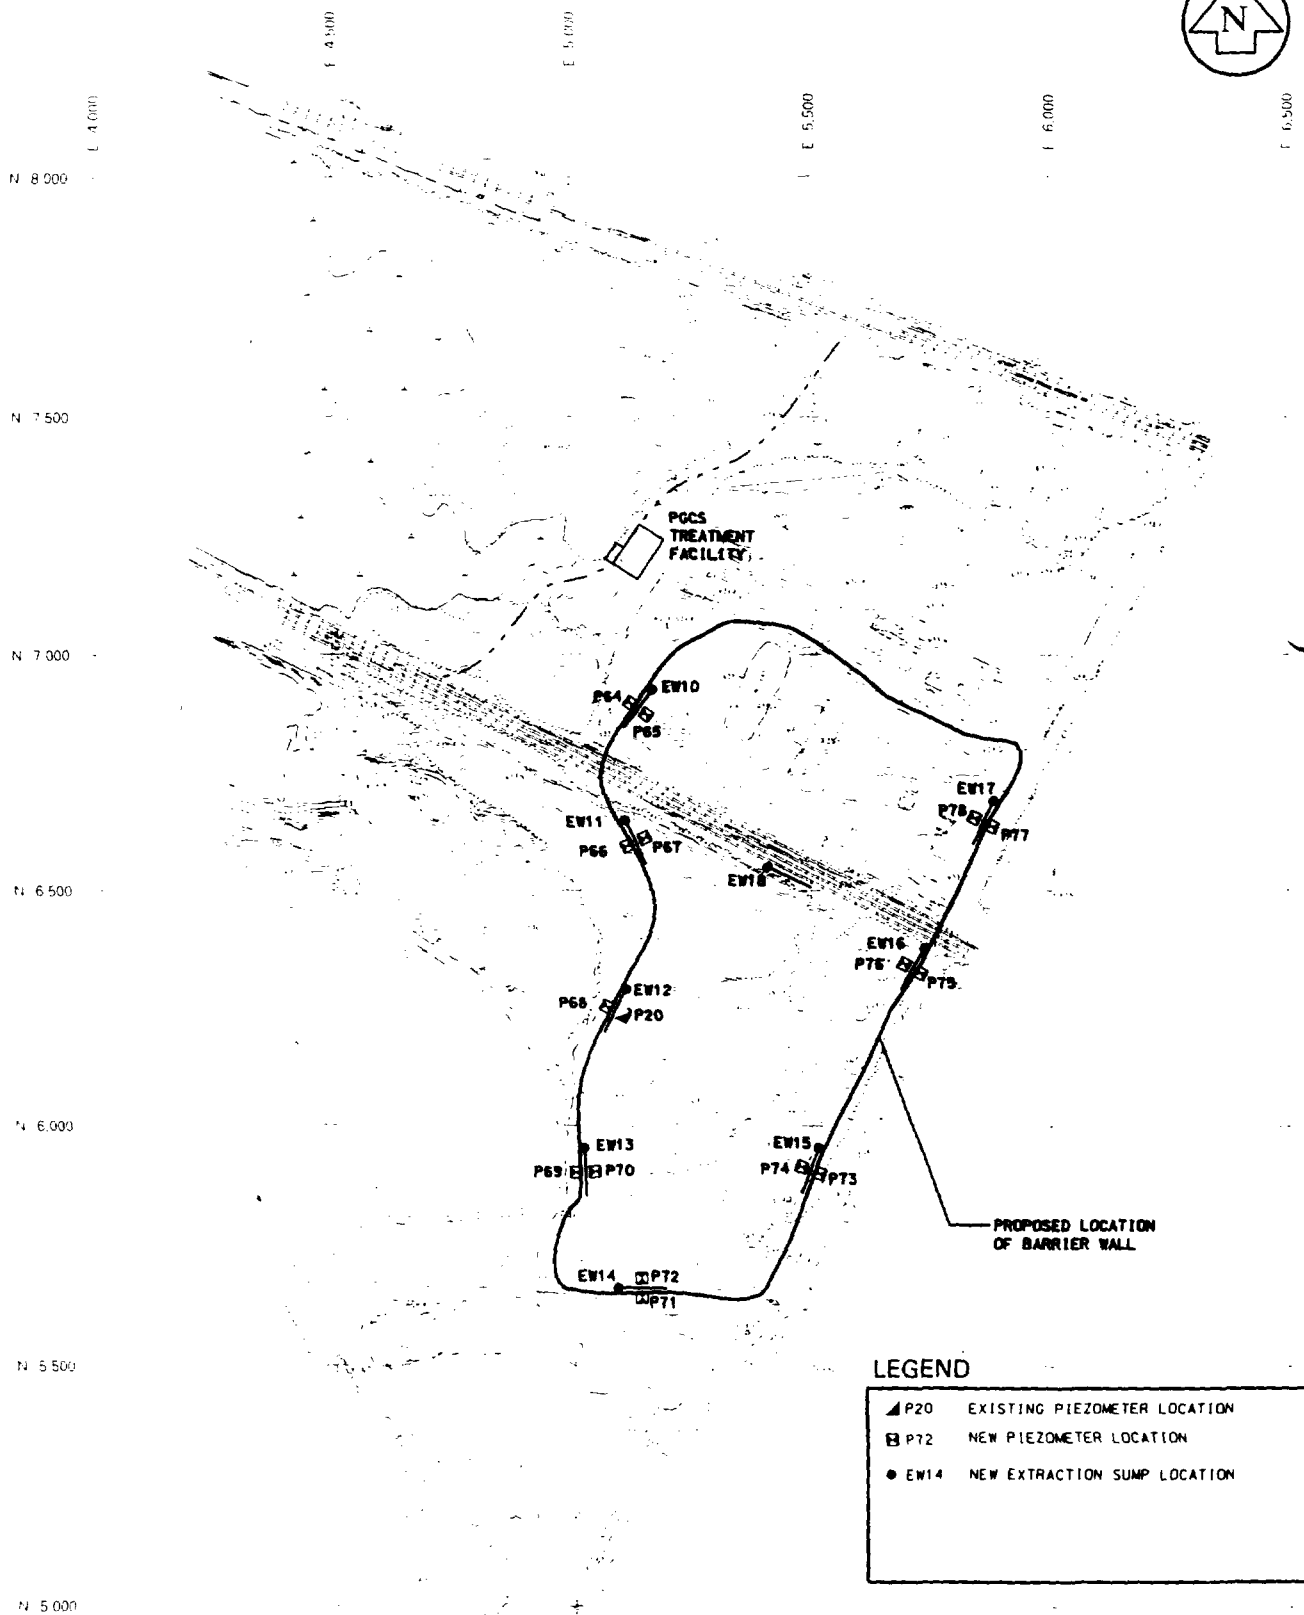 N
E 4,500
E 5,000
E 4,000
E 5,500
E 6,000
E 6,500
N 8,000
N 7,500
PGCS
TREATMENT
FACILITY
N 7,000
EW10
P64
P65
EW17
P78
P77
EW11
P66
P67
EW18
N 6,500
EW16
P76
P75
EW12
P68
P20
N 6,000
EW13
P69
P70
EW15
P74
P73
PROPOSED LOCATION
OF BARRIER WALL
EW14
P72
P71
N 5,500
LEGEND
P20 EXISTING PIEZOMETER LOCATION
P72 NEW PIEZOMETER LOCATION
EW14 NEW EXTRACTION SUMP LOCATION
N 5,000